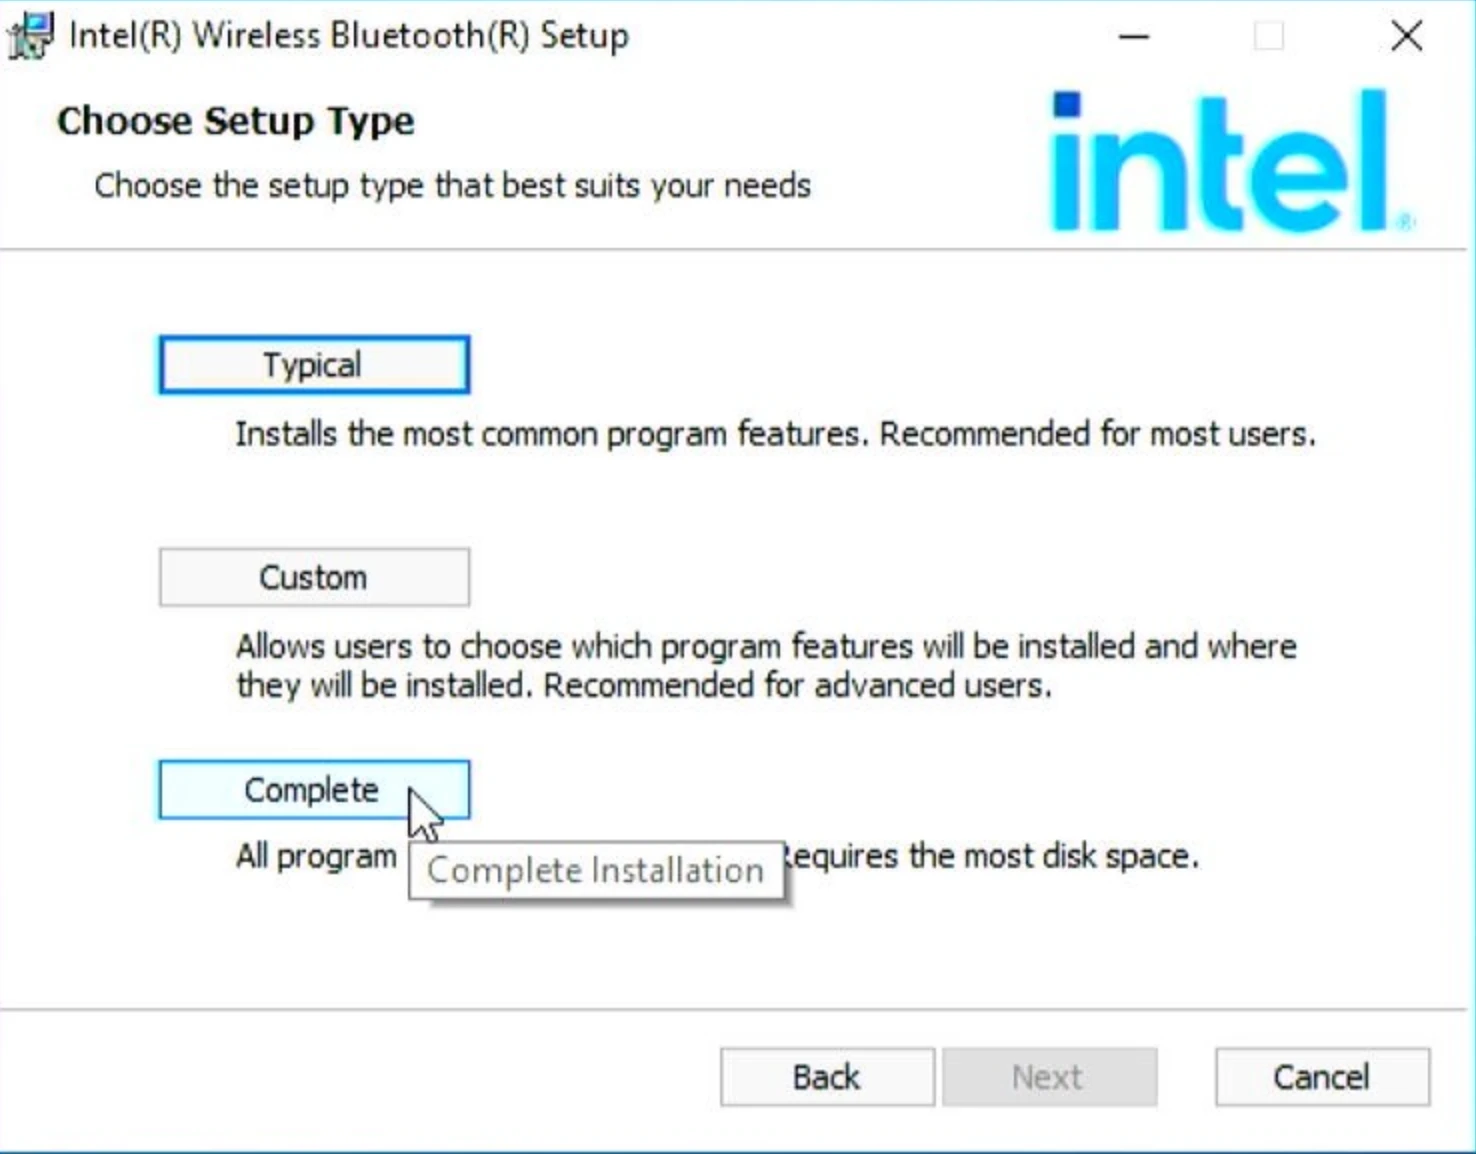 Intel(R) Wireless Bluetooth(R) Setup
Choose Setup Type
Choose the setup type that best suits your needs
intel®
Typical
Installs the most common program features. Recommended for most users.
Custom
Allows users to choose which program features will be installed and where
they will be installed. Recommended for advanced users.
Complete
All program equires the most disk space.
Complete Installation
Back
Next
Cancel